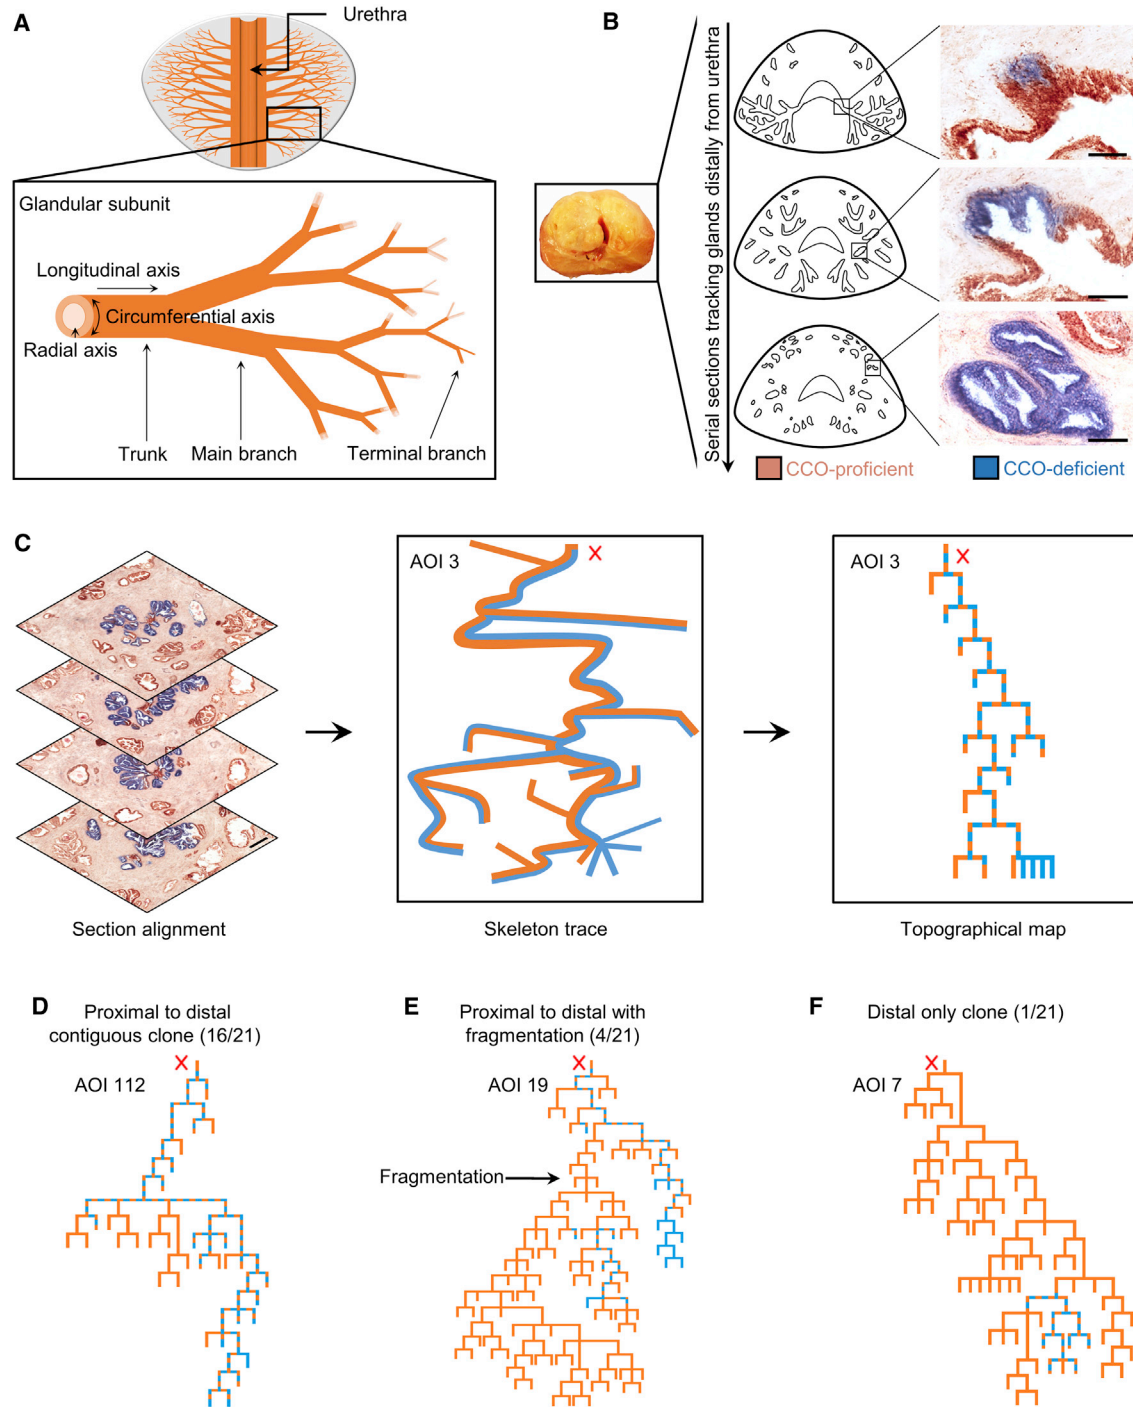 A
Urethra
Glandular subunit
Longitudinal axis
Circumferential axis
Radial axis
Trunk
Main branch
Terminal branch
B
Serial sections tracking glands distally from urethra
CCO-proficient
CCO-deficient
C
AOI 3
AOI 3
Section alignment
Skeleton trace
Topographical map
D
Proximal to distal
contiguous clone (16/21)
AOI 112
E
Proximal to distal with
fragmentation (4/21)
AOI 19
Fragmentation
F
Distal only clone (1/21)
AOI 7